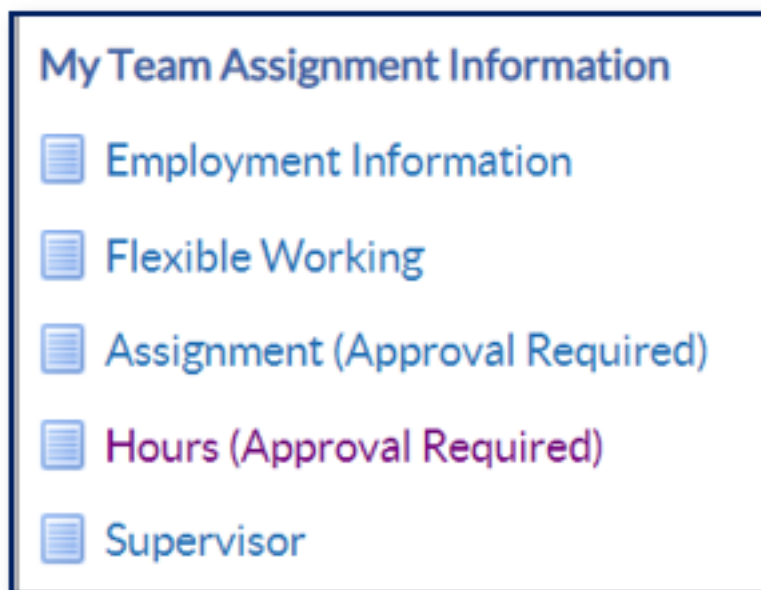 My Team Assignment Information
Employment Information
Flexible Working
Assignment (Approval Required)
Hours (Approval Required)
Supervisor